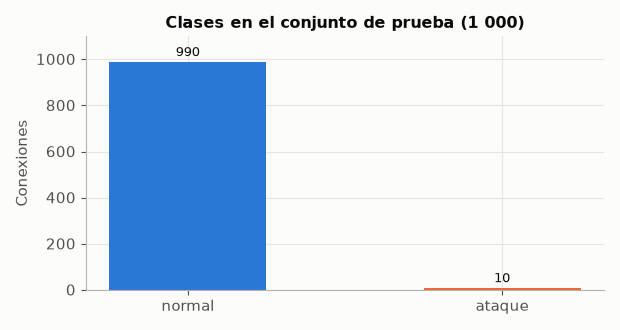 Clases en el conjunto de prueba (1 000)
990
1000
800
600
400
200
0
Conexiones
10
normal
ataque